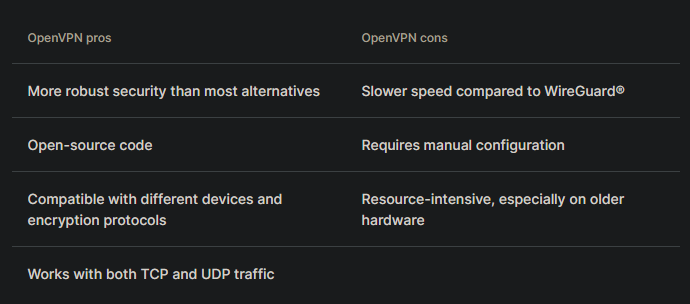 OpenVPN pros
OpenVPN cons
More robust security than most alternatives
Slower speed compared to WireGuard®
Open-source code
Requires manual configuration
Compatible with different devices and
encryption protocols
Resource-intensive, especially on older
hardware
Works with both TCP and UDP traffic